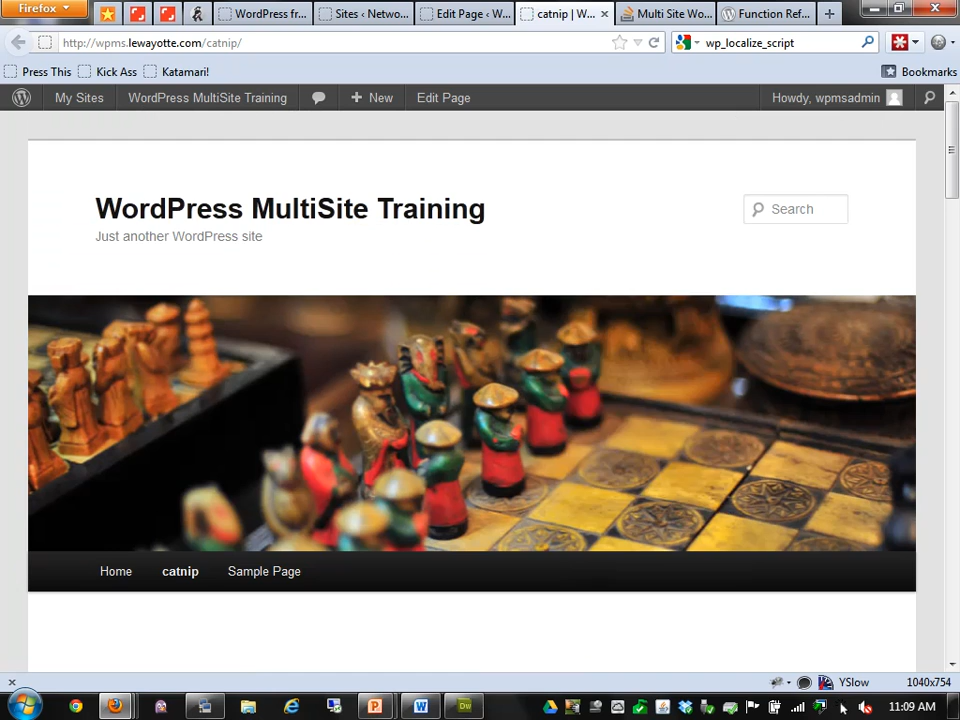 Firefox
WordPress fr...
Sites ‹ Netwo...
Edit Page ‹ W...
catnip | W...
Multi Site Wo...
Function Ref...
http://wpms.lewayotte.com/catnip/
wp_localize_script
Press This
Kick Ass
Katamari!
Bookmarks
My Sites
WordPress MultiSite Training
New
Edit Page
Howdy, wpmsadmin
WordPress MultiSite Training
Just another WordPress site
Search
Home
catnip
Sample Page
YSlow
1040x754
11:09 AM